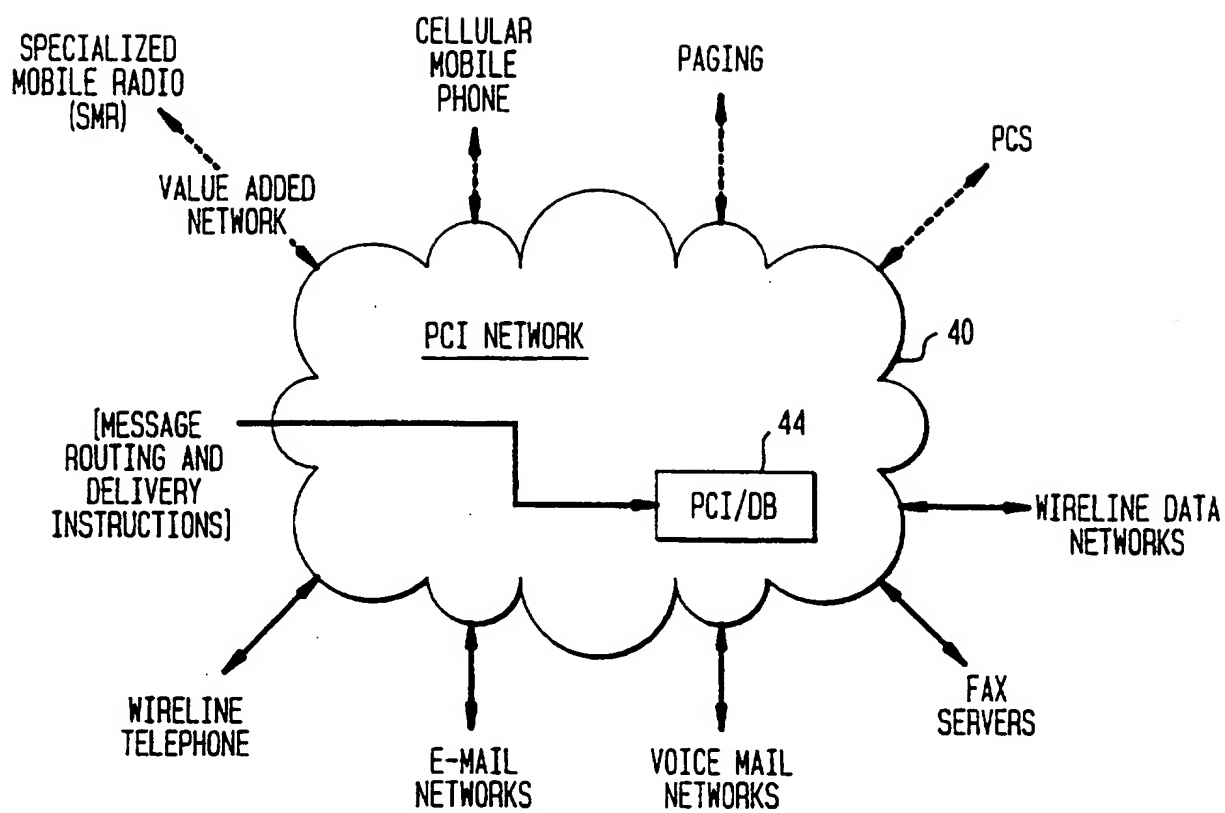 SPECIALIZED
MOBILE RADIO
(SMR)
VALUE ADDED
NETWORK
CELLULAR
MOBILE
PHONE
PAGING
PCS
PCI NETWORK
40
[MESSAGE
ROUTING AND
DELIVERY
INSTRUCTIONS]
44
PCI/DB
WIRELINE DATA
NETWORKS
WIRELINE
TELEPHONE
E-MAIL
NETWORKS
VOICE MAIL
NETWORKS
FAX
SERVERS